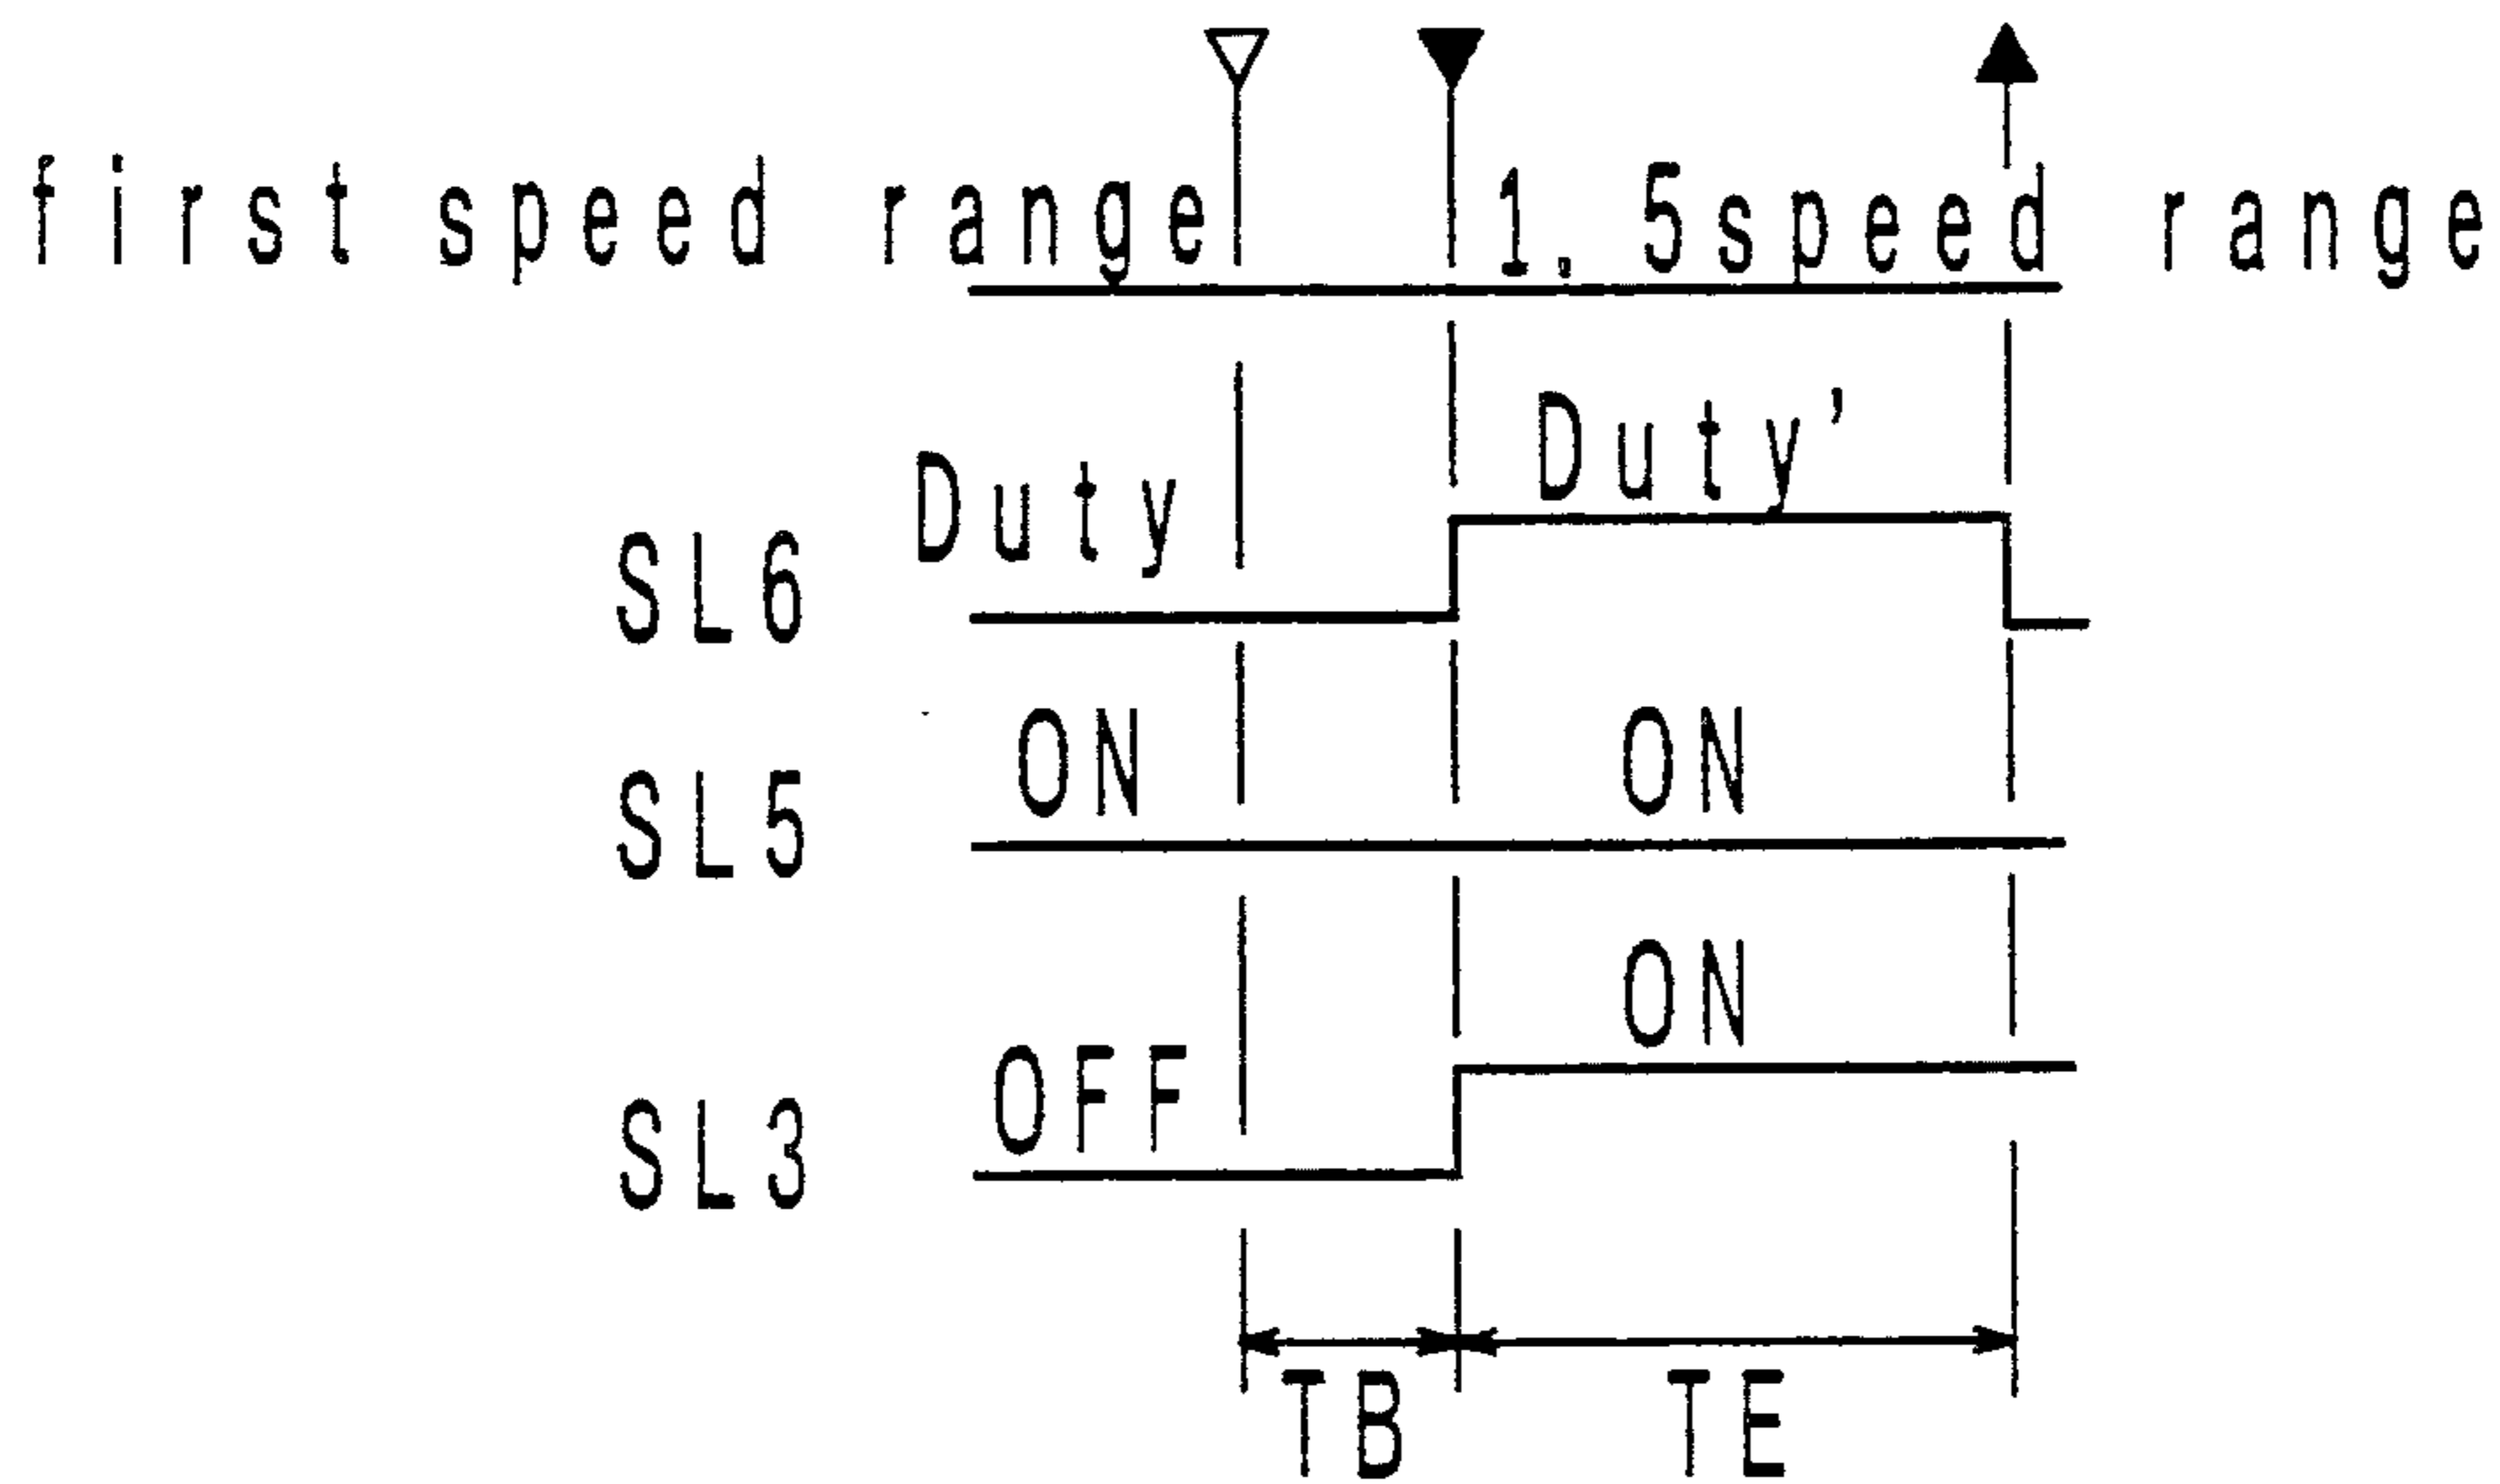 first speed range 1,5speed range
Duty'
Duty
SL6
ON ON
SL5
ON
OFF
SL3
TB TE